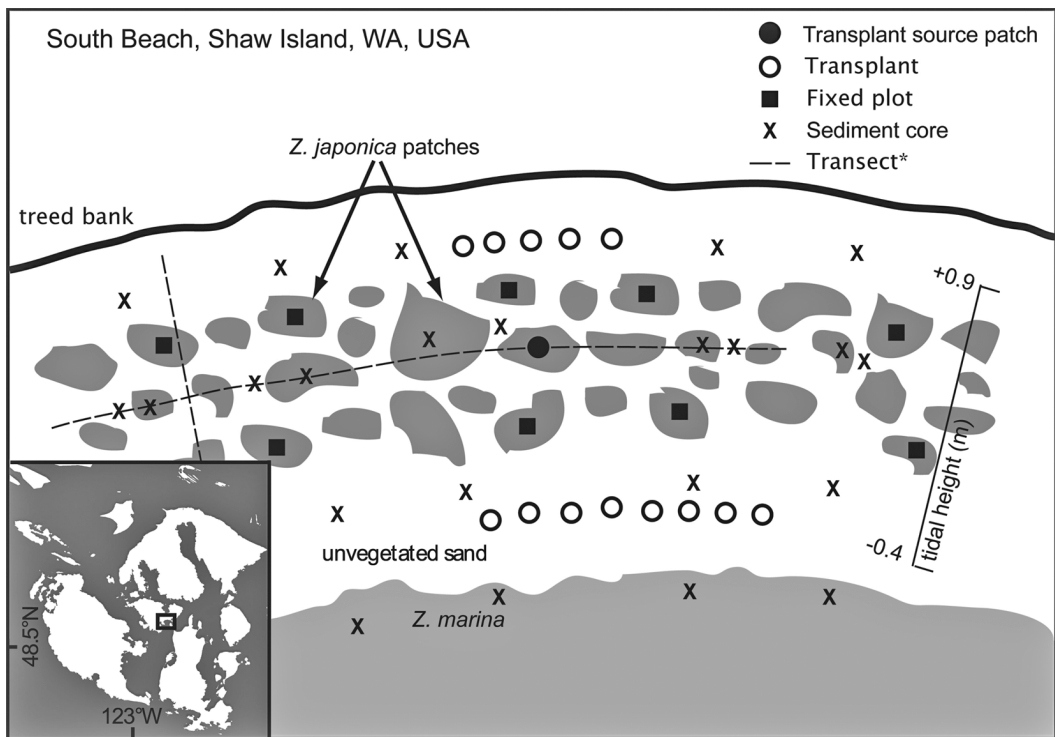 South Beach, Shaw Island, WA, USA
Transplant source patch
Transplant
Fixed plot
X Sediment core
Transect*
Z. japonica patches
treed bank
+0.9
tidal height (m)
-0.4
unvegetated sand
Z. marina
48.5°N
123°W